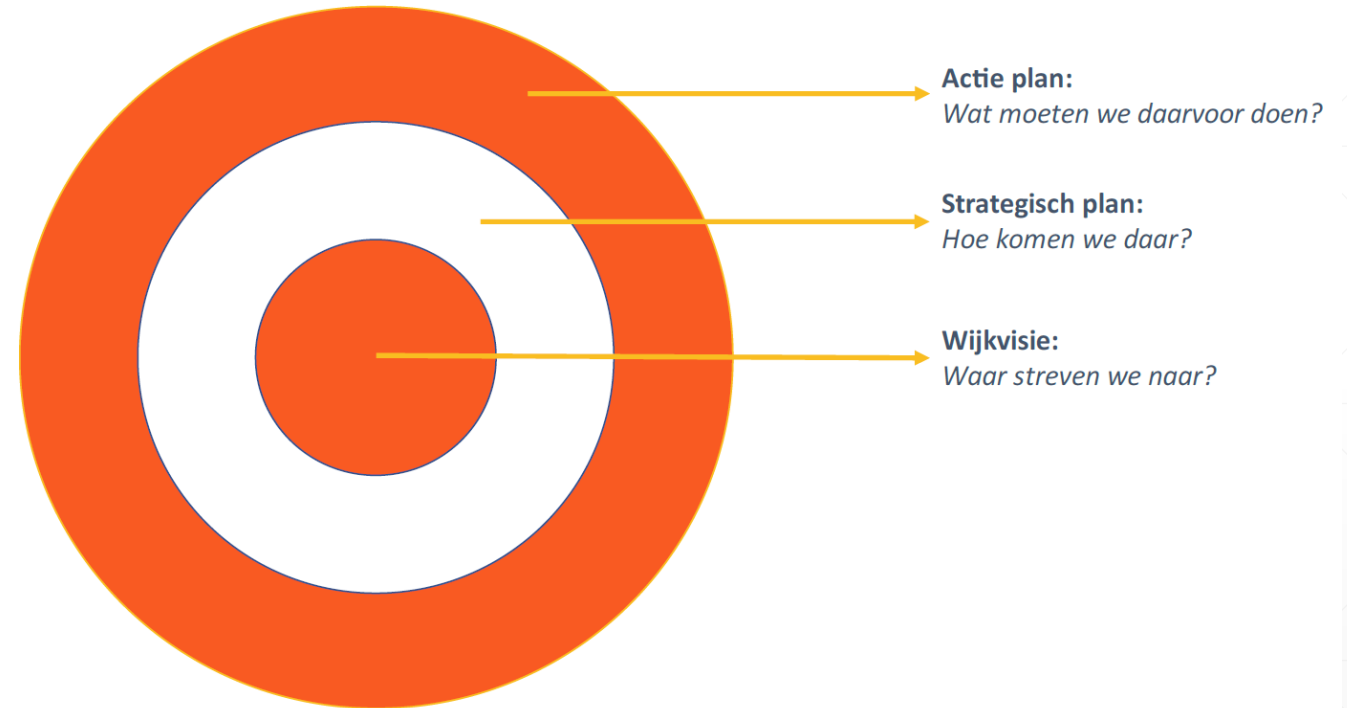 Actie plan:
Wat moeten we daarvoor doen?
Strategisch plan:
Hoe komen we daar?
Wijkvisie:
Waar streven we naar?